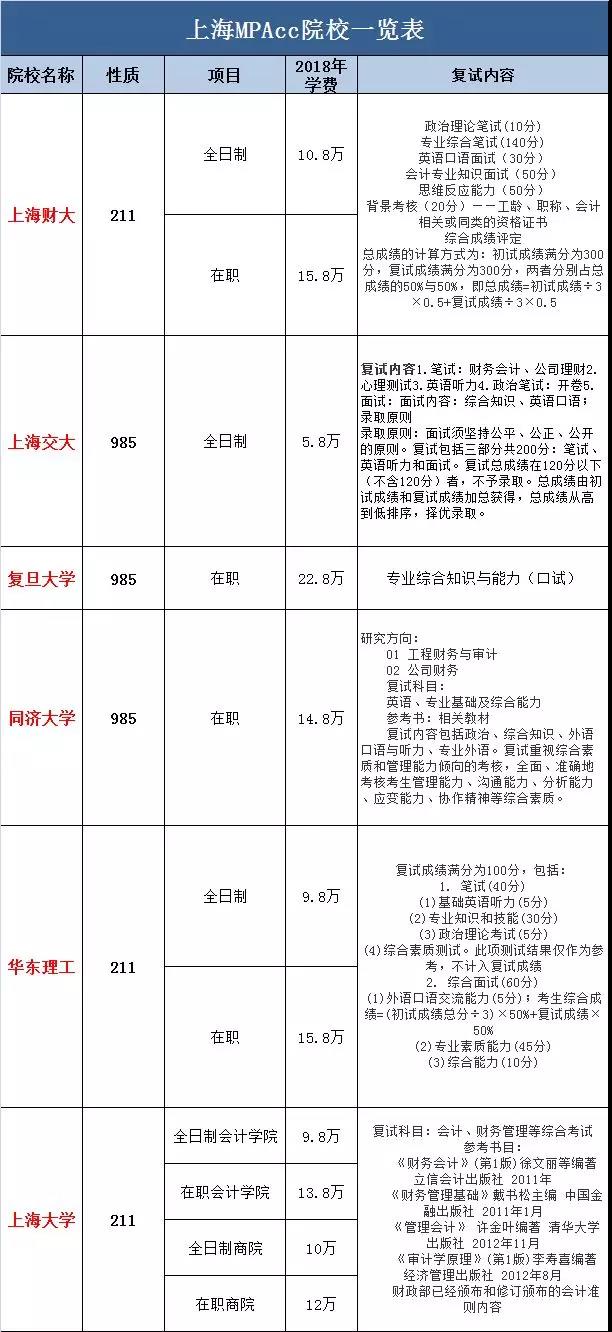 上海MPAcc院校一览表
院校名称
性质
项目
2018年
学费
复试内容
上海财大
211
全日制
10.8万
在职
15.8万
政治理论笔试(10分)
专业综合笔试(140分)
英语口语面试（30分）
会计专业知识面试（50分）
思维反应能力（50分）
背景考核（20分）——工龄、职称、会计
相关或同类的资格证书
综合成绩评定
总成绩的计算方式为：初试成绩满分为300
分，复试成绩满分为300分，两者分别占总
成绩的50%与50%，即总成绩=初试成绩÷3
×0.5+复试成绩÷3×0.5
上海交大
985
全日制
5.8万
复试内容1.笔试：财务会计、公司理财2.
心理测试3.英语听力4.政治笔试：开卷5.
面试：面试内容：综合知识、英语口语；
录取原则
录取原则：面试须坚持公平、公正、公开
的原则。复试包括三部分共200分：笔试、
英语听力和面试。复试总成绩在120分以下
（不含120分）者，不予录取。总成绩由初
试成绩和复试成绩加总获得，总成绩从高
到低排序，择优录取。
复旦大学
985
在职
22.8万
专业综合知识与能力（口试）
同济大学
985
在职
14.8万
研究方向：
01 工程财务与审计
02 公司财务
复试科目：
英语、专业基础及综合能力
参考书：相关教材
复试内容包括政治、综合知识、外语
口语与听力、专业外语。复试重视综合素
质和管理能力倾向的考核，全面、准确地
考核考生管理能力、沟通能力、分析能力
、应变能力、协作精神等综合素质。
华东理工
211
全日制
9.8万
在职
15.8万
复试成绩满分为100分，包括：
1. 笔试(40分)
(1)基础英语听力(5分)
(2)专业知识和技能(30分)
(3)政治理论考试(5分)
(4)综合素质测试。此项测试结果仅作为参
考，不计入复试成绩
2. 综合面试(60分)
(1)外语口语交流能力(5分)；考生综合成
绩=(初试成绩总分÷3)×50%+复试成绩×
50%
(2)专业素质能力(45分)
(3)综合能力(10分)
上海大学
211
全日制会计学院
9.8万
在职会计学院
13.8万
全日制商院
10万
在职商院
12万
复试科目：会计、财务管理等综合考试
参考书目：
《财务会计》(第1版)徐文丽等编著
立信会计出版社 2011年
《财务管理基础》戴书松主编 中国金
融出版社 2011年1月
《管理会计》 许金叶编著 清华大学
出版社 2012年11月
《审计学原理》(第1版)李寿喜编著
经济管理出版社 2012年8月
财政部已经颁布和修订颁布的会计准
则内容